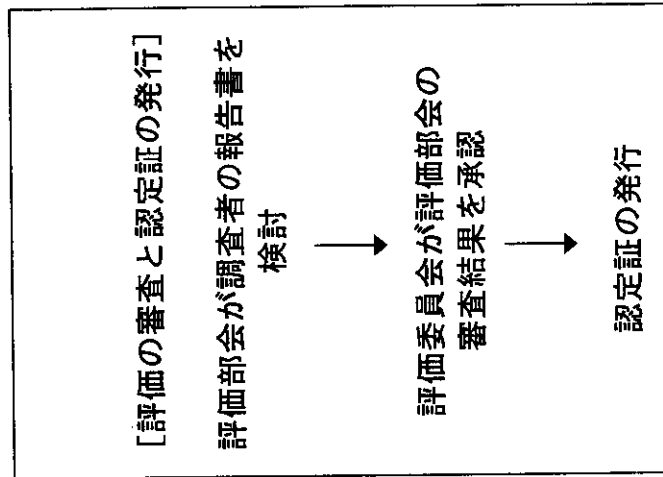 [評価の審査と認定証の発行]
評価部会が調査者の報告書を
検討
評価委員会が評価部会の
審査結果を承認
認定証の発行